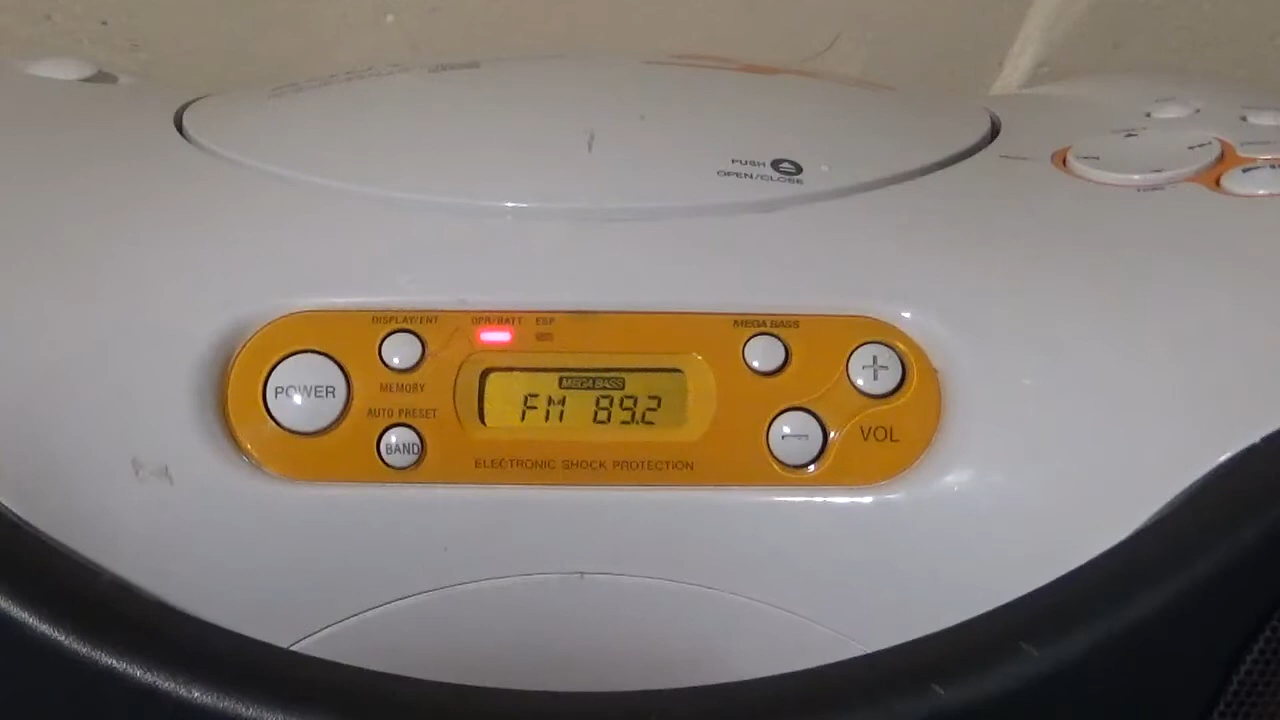 PUSH
OPEN/CLOSE
DISPLAY/ENT
OPR/BATT
ESP
MEGA BASS
POWER
MEGA BASS
MEMORY
FM 89.2
AUTO PRESET
VOL
BAND
ELECTRONIC SHOCK PROTECTION